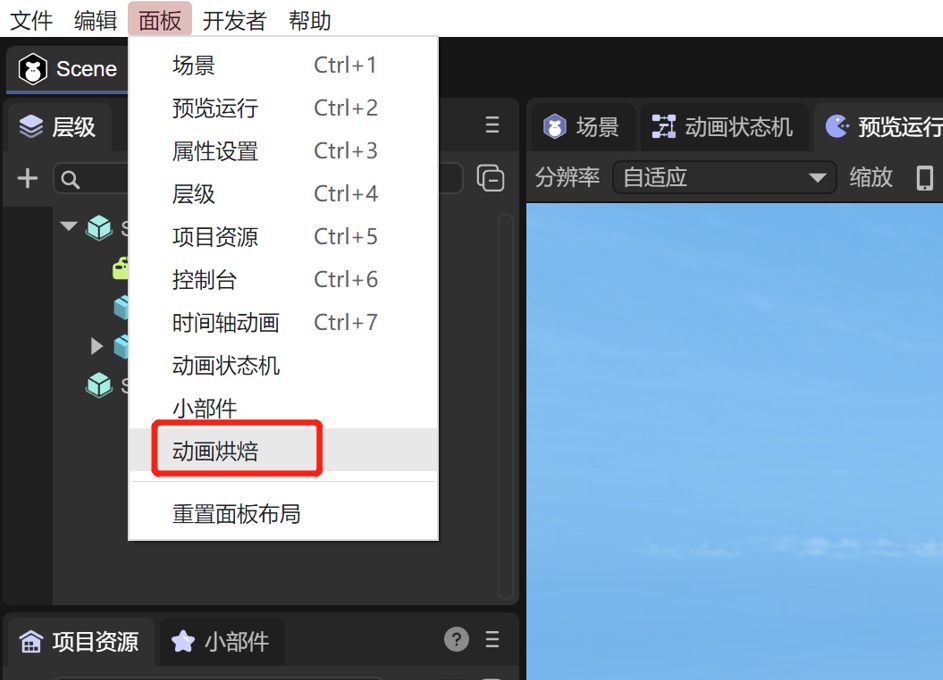 文件 编辑 面板 开发者 帮助
Scene
层级
场景 Ctrl+1
预览运行 Ctrl+2
属性设置 Ctrl+3
层级 Ctrl+4
项目资源 Ctrl+5
控制台 Ctrl+6
时间轴动画 Ctrl+7
动画状态机
小部件
动画烘焙
重置面板布局
S
S
场景 动画状态机 预览运行
分辨率 自适应 缩放
项目资源 小部件